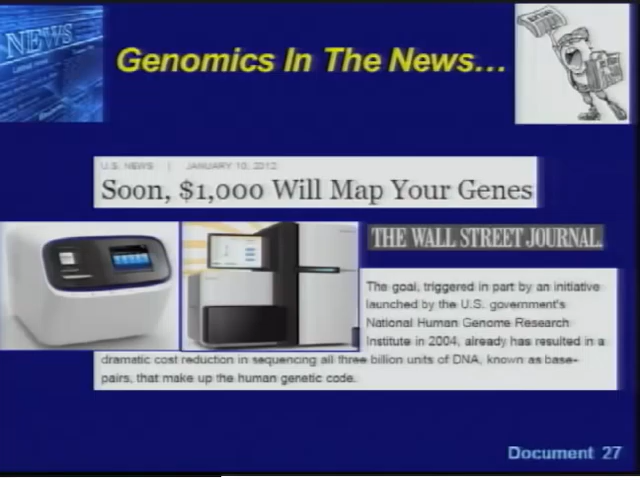 NEWS
Genomics In The News...
U.S. NEWS | JANUARY 10, 2012
Soon, $1,000 Will Map Your Genes
THE WALL STREET JOURNAL.
The goal, triggered in part by an initiative
launched by the U.S. government's
National Human Genome Research
Institute in 2004, already has resulted in a
dramatic cost reduction in sequencing all three billion units of DNA, known as base-
pairs, that make up the human genetic code.
Document 27